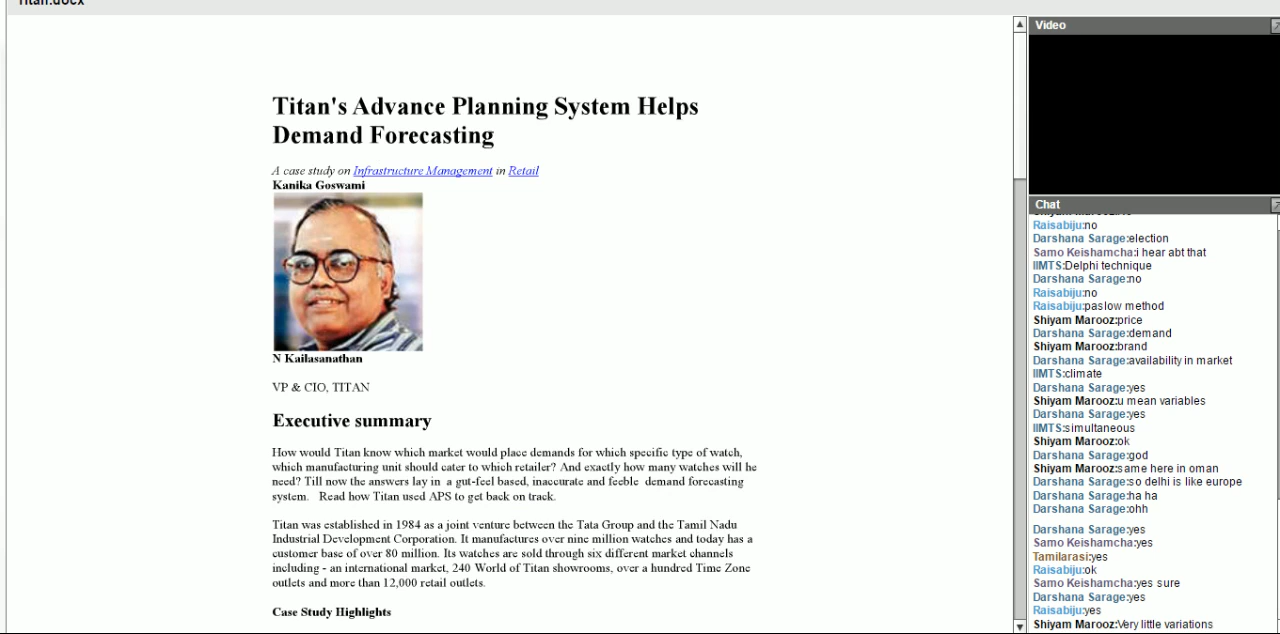 Titan.docx
Titan's Advance Planning System Helps
Demand Forecasting
A case study on Infrastructure Management in Retail
Kanika Goswami
N Kailasanathan
VP & CIO, TITAN
Executive summary
How would Titan know which market would place demands for which specific type of watch,
which manufacturing unit should cater to which retailer? And exactly how many watches will he
need? Till now the answers lay in a gut-feel based, inaccurate and feeble demand forecasting
system. Read how Titan used APS to get back on track.
Titan was established in 1984 as a joint venture between the Tata Group and the Tamil Nadu
Industrial Development Corporation. It manufactures over nine million watches and today has a
customer base of over 80 million. Its watches are sold through six different market channels
including - an international market, 240 World of Titan showrooms, over a hundred Time Zone
outlets and more than 12,000 retail outlets.
Case Study Highlights
Video
Chat
Raisabiju:no
Darshana Sarage:election
Samo Keishamcha:i hear abt that
IIMTS:Delphi technique
Darshana Sarage:no
Raisabiju:no
Raisabiju:paslow method
Shiyam Marooz:price
Darshana Sarage:demand
Shiyam Marooz:brand
Darshana Sarage:availability in market
IIMTS:climate
Darshana Sarage:yes
Shiyam Marooz:u mean variables
Darshana Sarage:yes
IIMTS:simultaneous
Shiyam Marooz:ok
Darshana Sarage:god
Shiyam Marooz:same here in oman
Darshana Sarage:so delhi is like europe
Darshana Sarage:ha ha
Darshana Sarage:ohh
Darshana Sarage:yes
Samo Keishamcha:yes
Tamilarasi:yes
Raisabiju:ok
Samo Keishamcha:yes sure
Darshana Sarage:yes
Raisabiju:yes
Shiyam Marooz:Very little variations